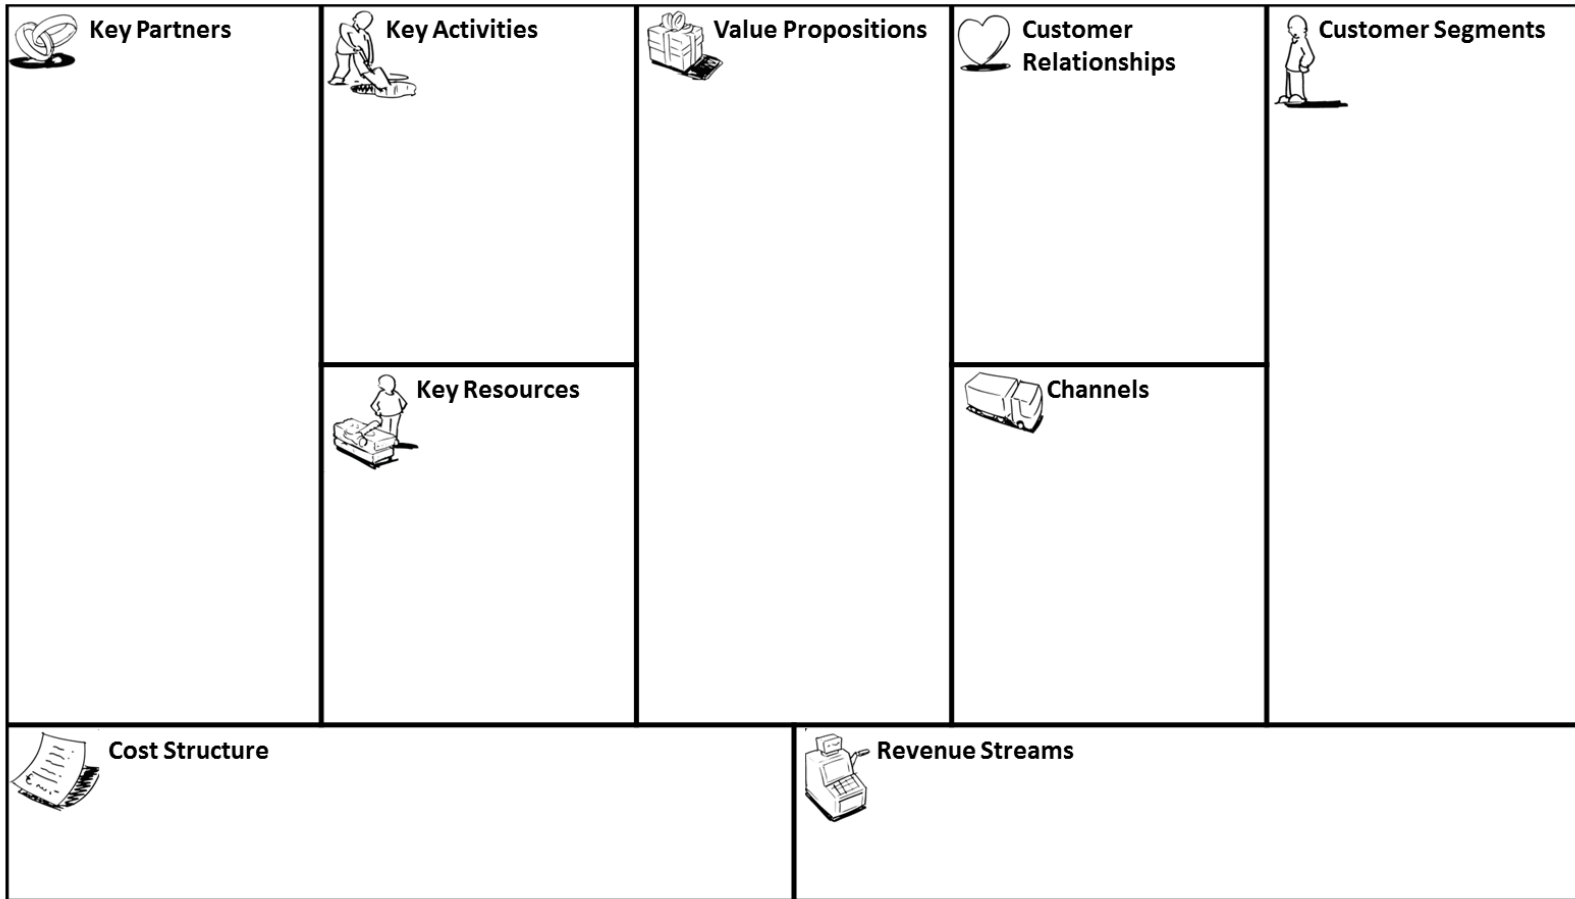 Key Partners
Key Activities
Value Propositions
Customer
Relationships
Customer Segments
Key Resources
Channels
Cost Structure
Revenue Streams